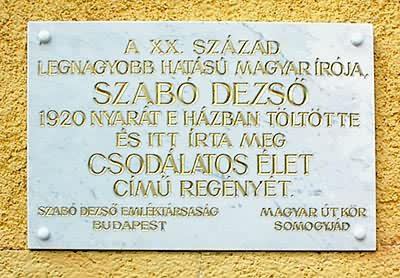 A XX. SZÁZAD
LEGNAGYOBB HATÁSÚ MAGYAR ÍRÓJA,
SZABÓ DEZSŐ
1920 NYARÁT E HÁZBAN TÖLTÖTTE
ÉS ITT ÍRTA MEG
CSODÁLATOS ÉLET
CÍMŰ REGÉNYÉT.
SZABÓ DEZSŐ EMLÉKTÁRSASÁG
BUDAPEST
MAGYAR ÚT KÖR
SOMOGYJÁD